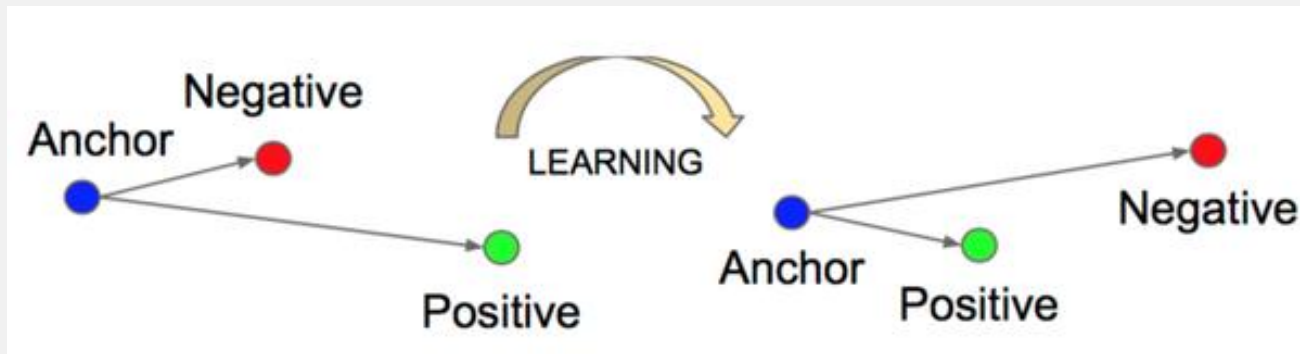 Negative
Anchor
Positive
LEARNING
Negative
Anchor
Positive